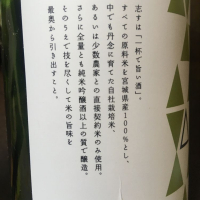 志すは「一杯で旨い酒」。
すべての原料米を宮城県産100％とし、
中でも丹念に育てた自社栽培米、
あるいは少数農家との直接契約米のみ使用。
さらに全量とも純米吟醸酒以上の質で醸造。
そのうえで技を尽くして米の旨味を
最奥から引き出すこと。